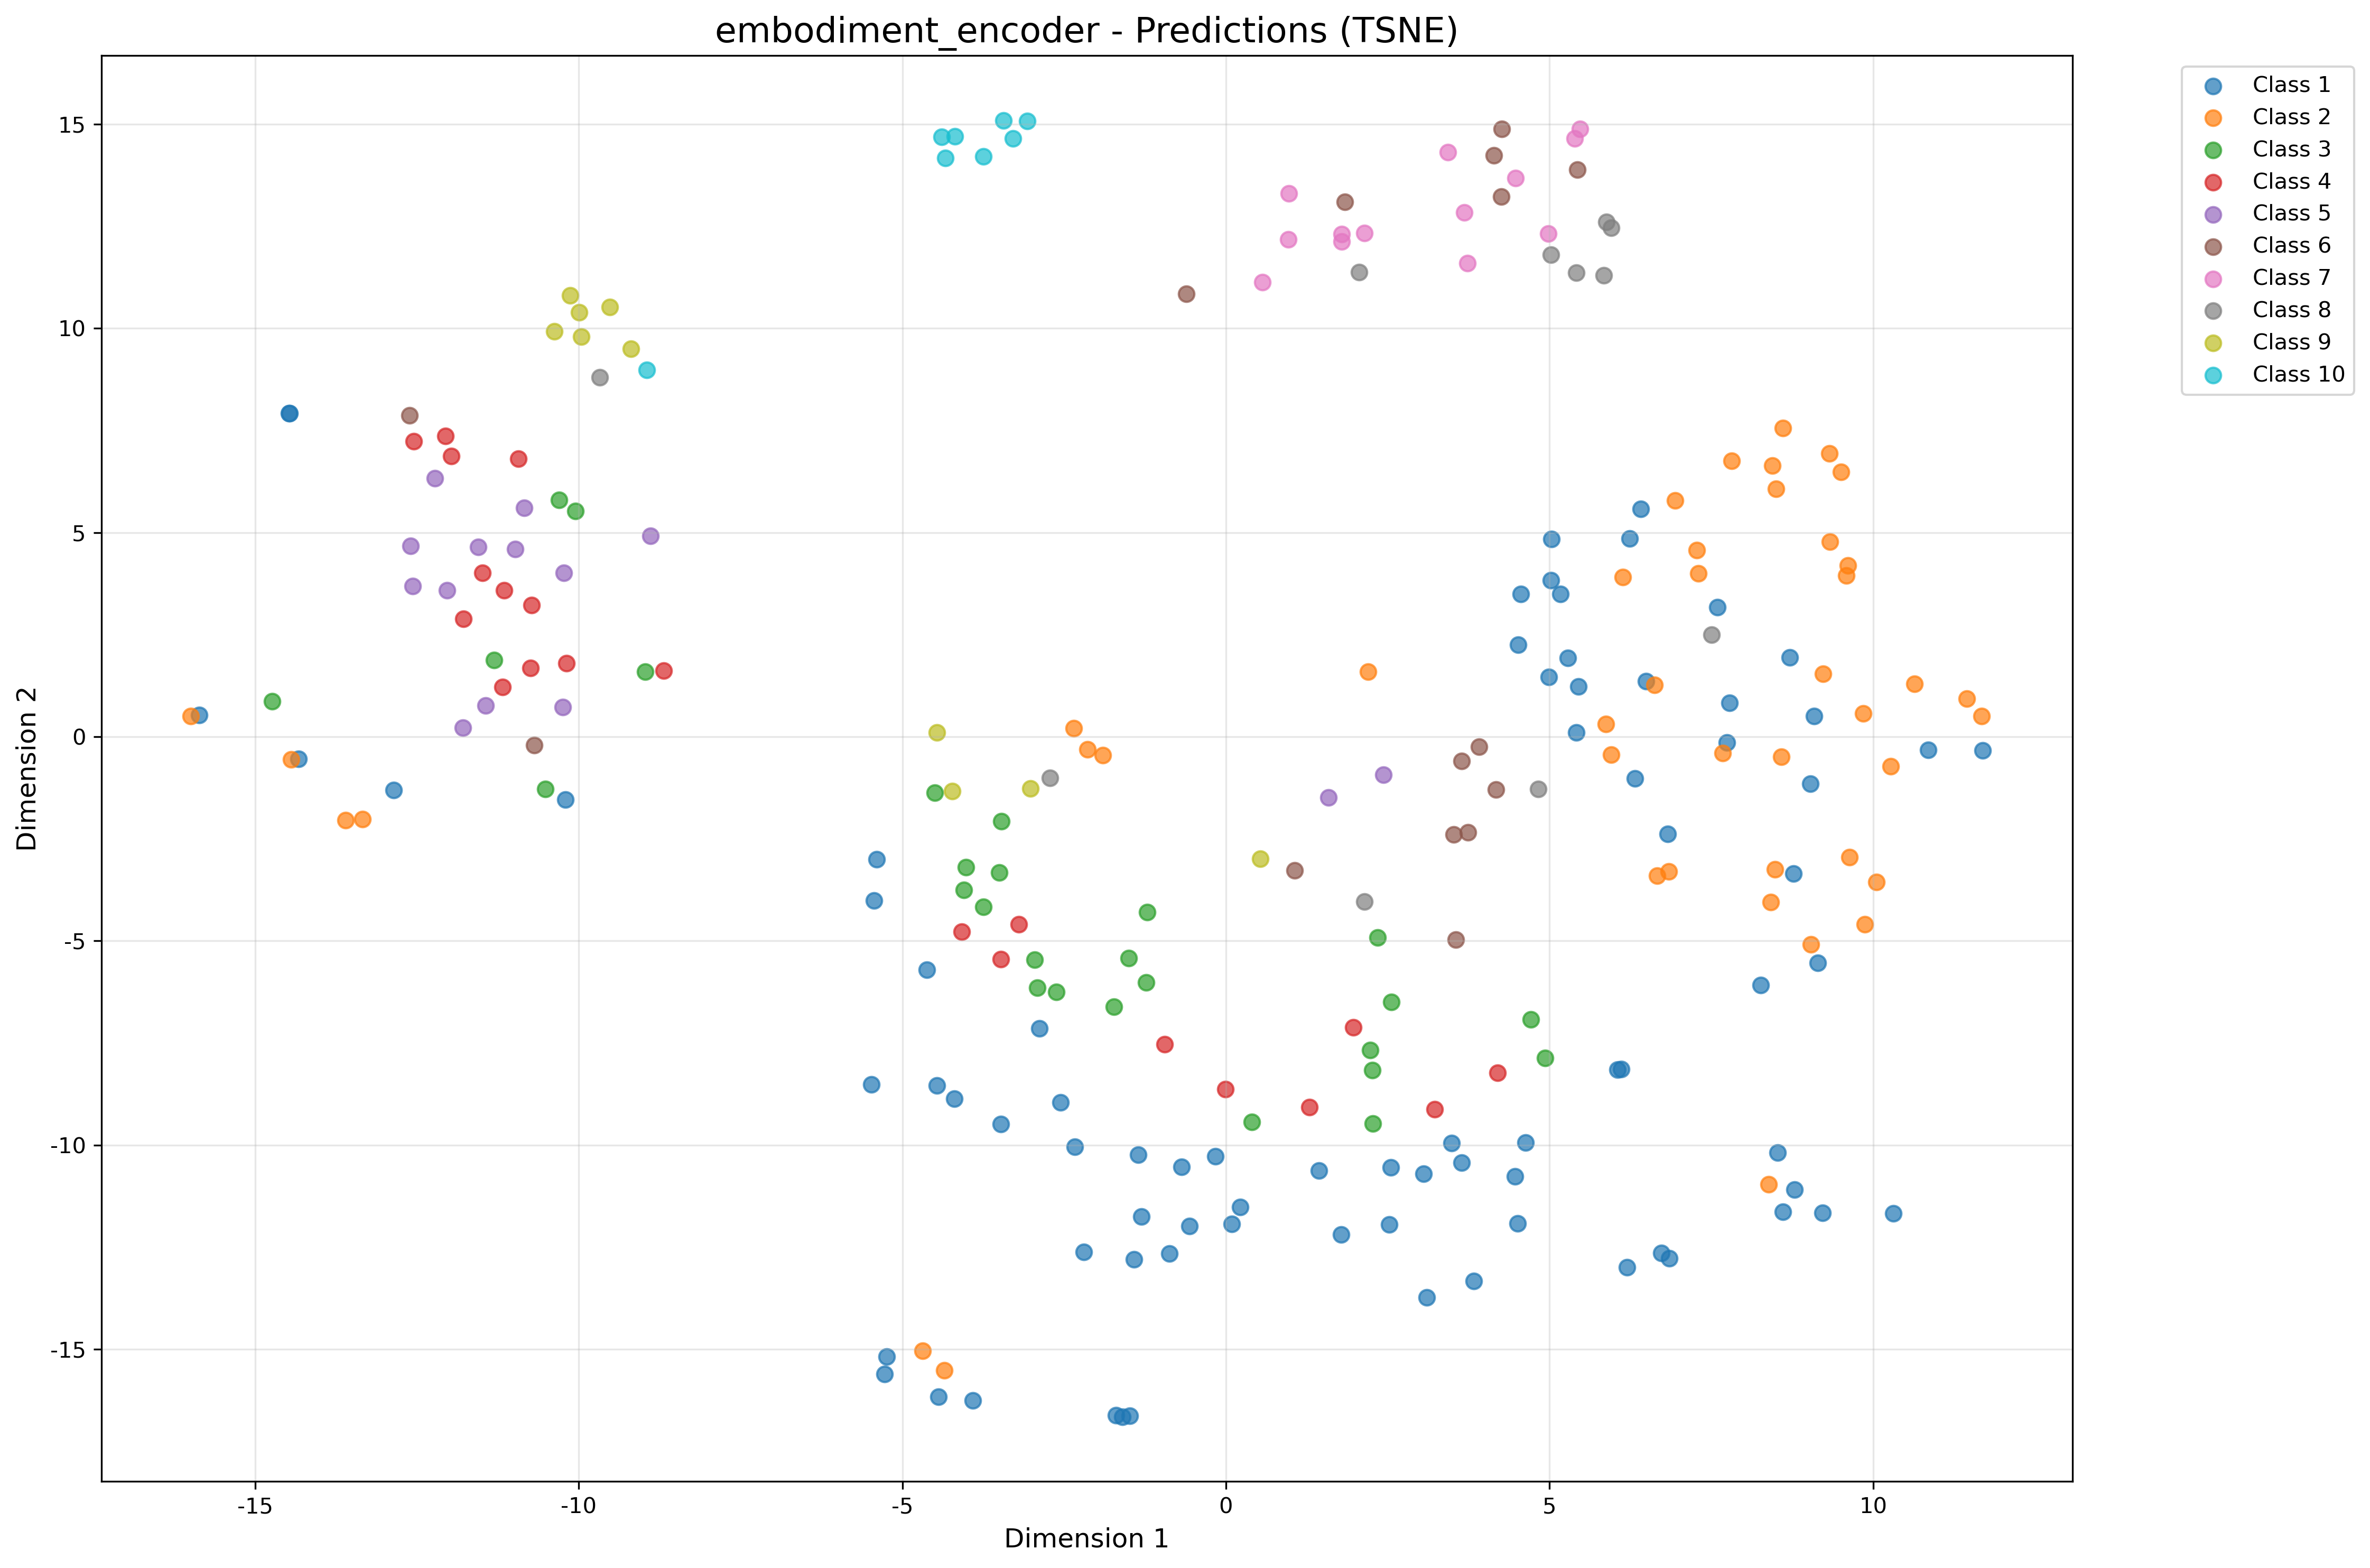 embodiment_encoder - Predictions (TSNE)
Class 1
Class 2
Class 3
Class 4
Class 5
Class 6
Class 7
Class 8
Class 9
Class 10
15
10
5
0
-5
-10
-15
Dimension 2
-15
-10
-5
0
5
10
Dimension 1